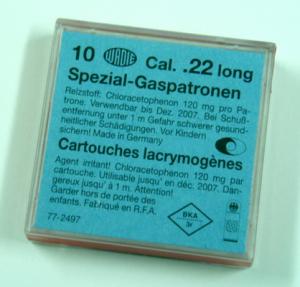 10 WADIE Cal. .22 long
Spezial-Gaspatronen
Reizstoff: Chloracetophenon 120 mg pro Pa-
trone. Verwendbar bis Dez. 2007. Bei Schuß-
entfernung unter 1 m Gefahr schwerer gesund-
heitlicher Schädigungen. Vor Kindern
sichern! Made in Germany
Cartouches lacrymogènes
Agent irritant! Chloracetophenon 120 mg par
cartouche. Utilisable jusqu'en déc. 2007. Dan-
gereux jusqu' à 1 m. Attention!
Garder hors de portée des
enfants. Fabriqué en R.F.A.
77-2497
BKA